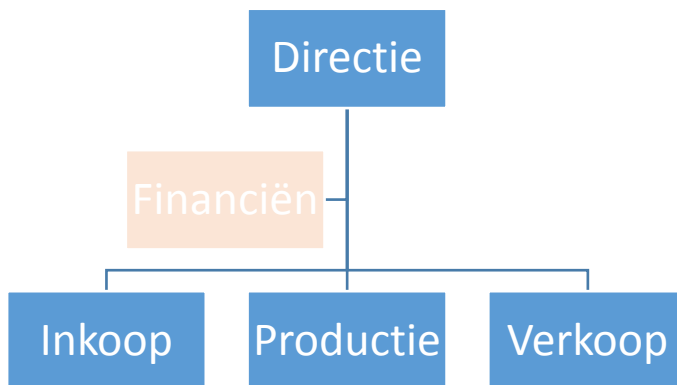 Directie
Financiën
Inkoop
Productie
Verkoop